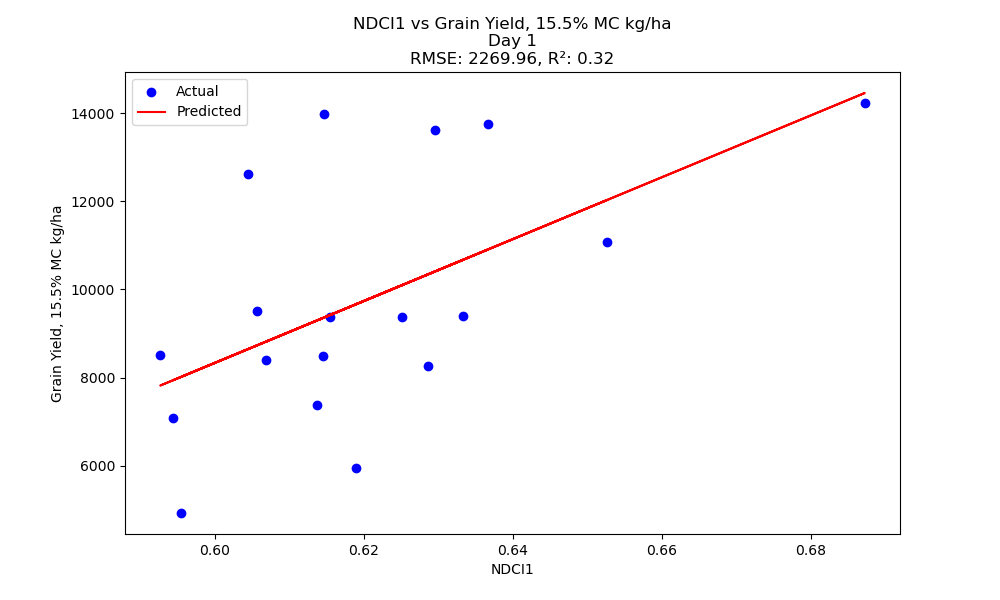 NDCI1 vs Grain Yield, 15.5% MC kg/ha
Day 1
RMSE: 2269.96, R²: 0.32
Actual
Predicted
Grain Yield, 15.5% MC kg/ha
14000
12000
10000
8000
6000
0.60
0.62
0.64
0.66
0.68
NDCI1